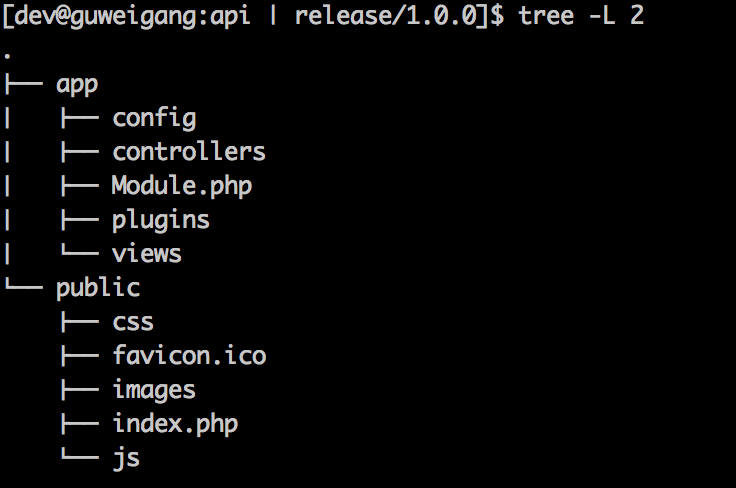 [dev@guweigang:api | release/1.0.0]$ tree -L 2
.
├── app
│   ├── config
│   ├── controllers
│   ├── Module.php
│   ├── plugins
│   └── views
└── public
    ├── css
    ├── favicon.ico
    ├── images
    ├── index.php
    └── js